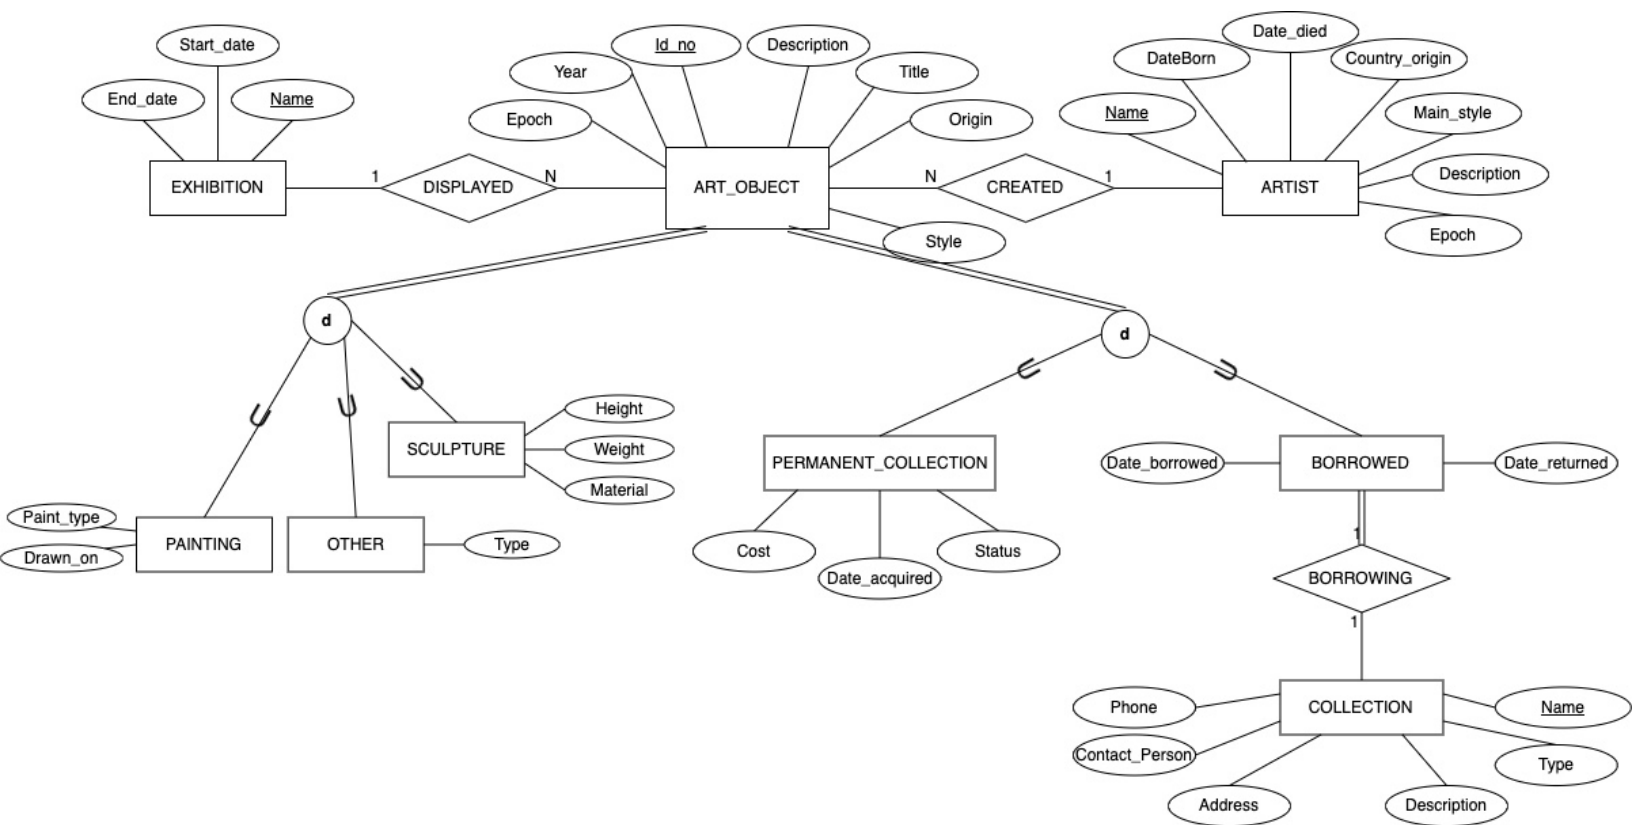 Start_date
End_date
Name
EXHIBITION
1
DISPLAYED
N
Epoch
Year
Id_no
Description
Title
Origin
ART_OBJECT
Style
N
CREATED
1
Name
DateBorn
Date_died
Country_origin
Main_style
Description
Epoch
ARTIST
d
d
U
U
U
U
U
SCULPTURE
Height
Weight
Material
Paint_type
Drawn_on
PAINTING
OTHER
Type
PERMANENT_COLLECTION
Cost
Date_acquired
Status
Date_borrowed
BORROWED
Date_returned
1
BORROWING
1
COLLECTION
Phone
Contact_Person
Address
Description
Type
Name